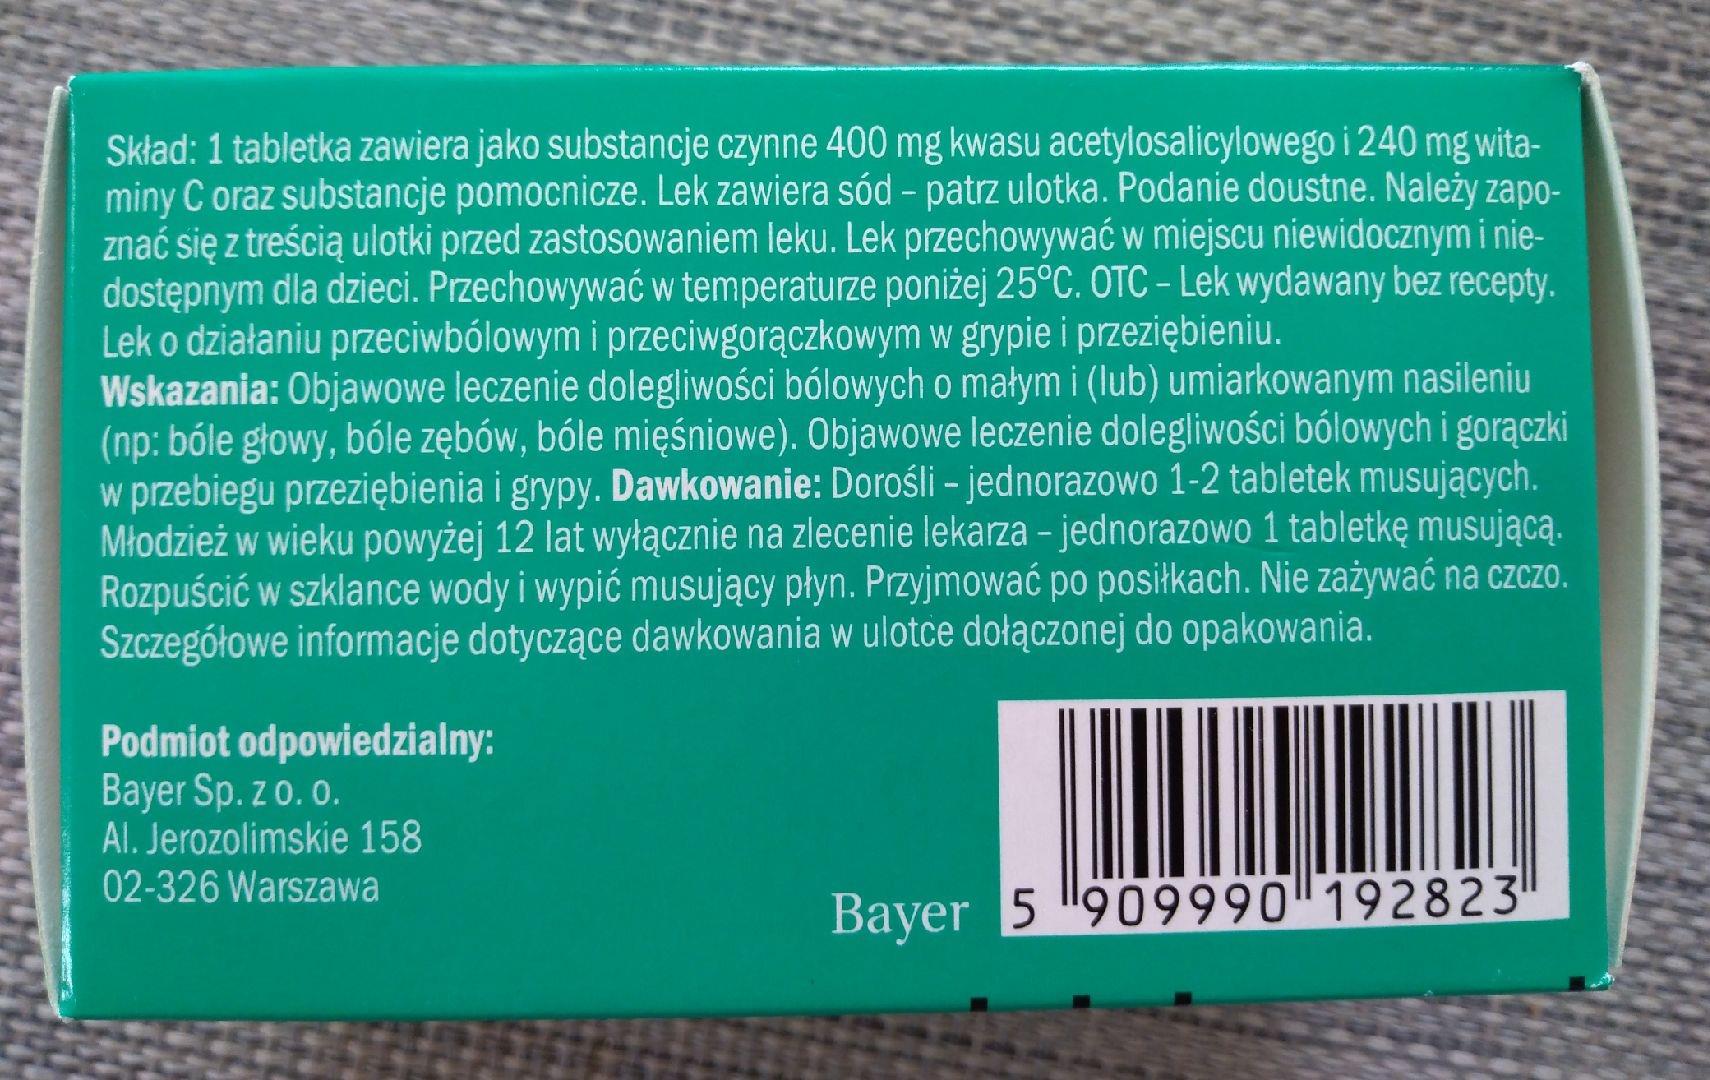 Skład: 1 tabletka zawiera jako substancje czynne 400 mg kwasu acetylosalicylowego i 240 mg wita-
miny C oraz substancje pomocnicze. Lek zawiera sód – patrz ulotka. Podanie doustne. Należy zapo-
znać się z treścią ulotki przed zastosowaniem leku. Lek przechowywać w miejscu niewidocznym i nie-
dostępnym dla dzieci. Przechowywać w temperaturze poniżej 25°C. OTC – Lek wydawany bez recepty.
Lek o działaniu przeciwbólowym i przeciwgorączkowym w grypie i przeziębieniu.
Wskazania: Objawowe leczenie dolegliwości bólowych o małym i (lub) umiarkowanym nasileniu
(np: bóle głowy, bóle zębów, bóle mięśniowe). Objawowe leczenie dolegliwości bólowych i gorączki
w przebiegu przeziębienia i grypy. Dawkowanie: Dorośli – jednorazowo 1-2 tabletek musujących.
Młodzież w wieku powyżej 12 lat wyłącznie na zlecenie lekarza – jednorazowo 1 tabletkę musującą.
Rozpuścić w szklance wody i wypić musujący płyn. Przyjmować po posiłkach. Nie zażywać na czczo.
Szczegółowe informacje dotyczące dawkowania w ulotce dołączonej do opakowania.
Podmiot odpowiedzialny:
Bayer Sp. z o. o.
Al. Jerozolimskie 158
02-326 Warszawa
Bayer
5 909990 192823